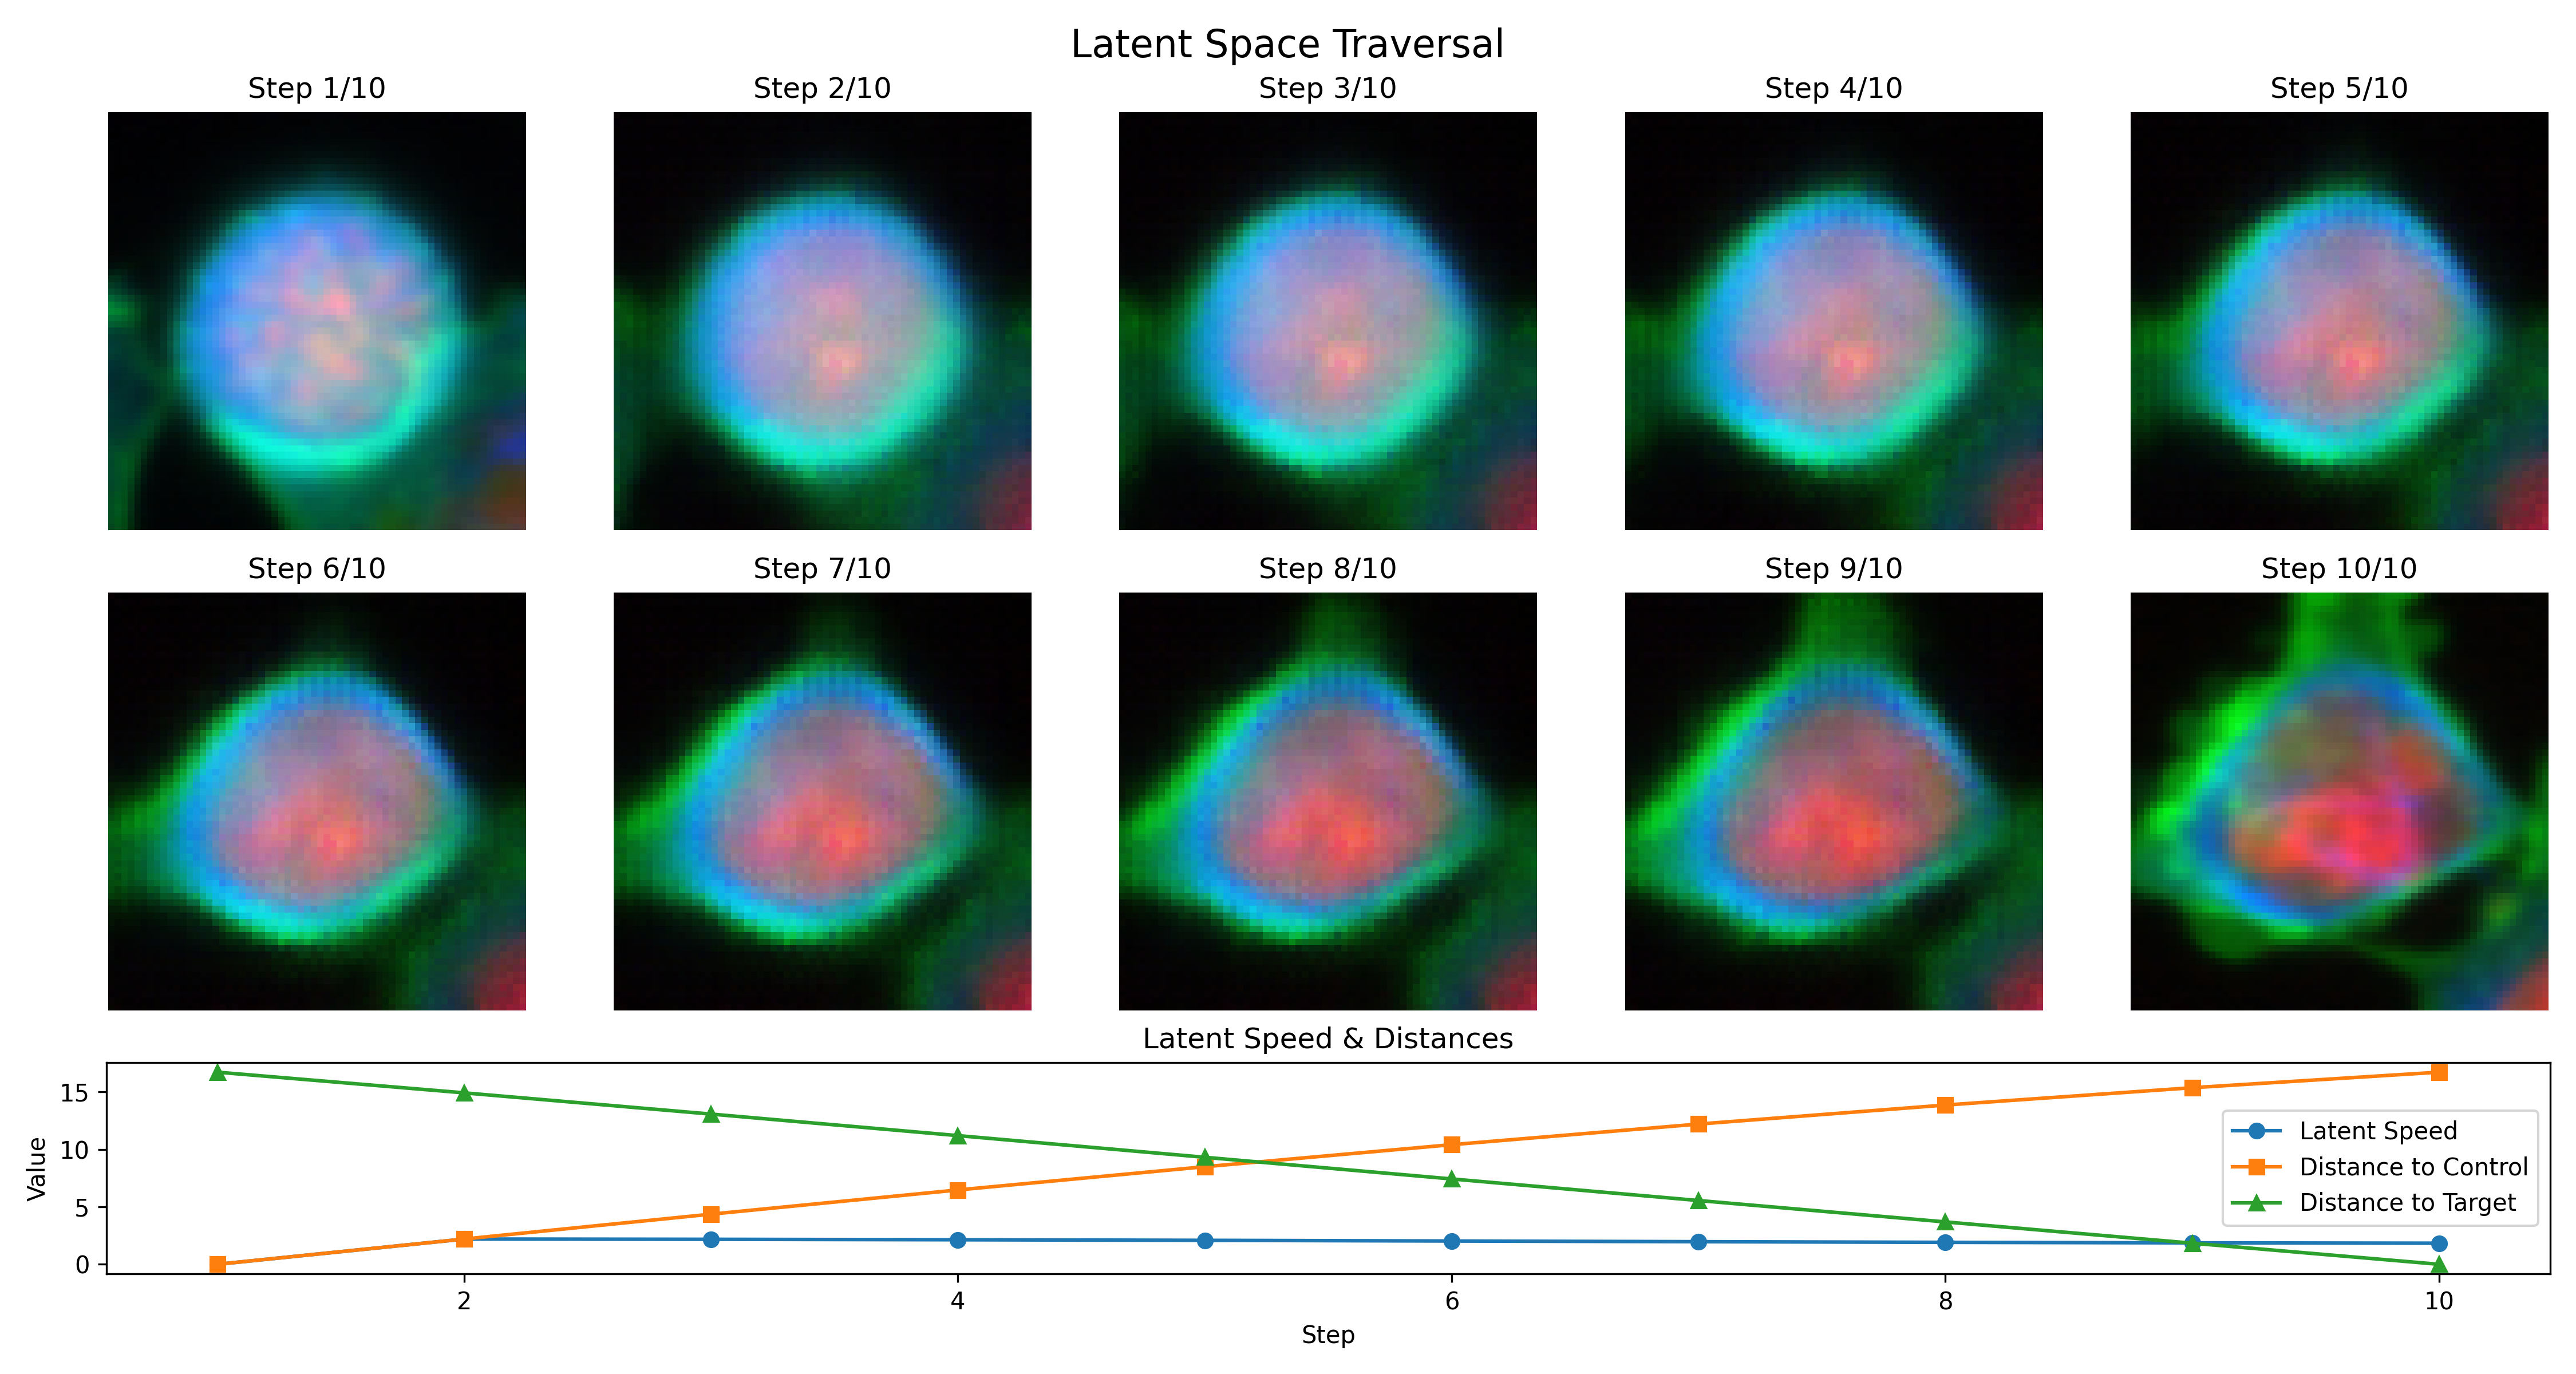 Latent Space Traversal
Step 1/10
Step 2/10
Step 3/10
Step 4/10
Step 5/10
Step 6/10
Step 7/10
Step 8/10
Step 9/10
Step 10/10
Latent Speed & Distances
Value
15
10
5
0
Latent Speed
Distance to Control
Distance to Target
2
4
6
8
10
Step